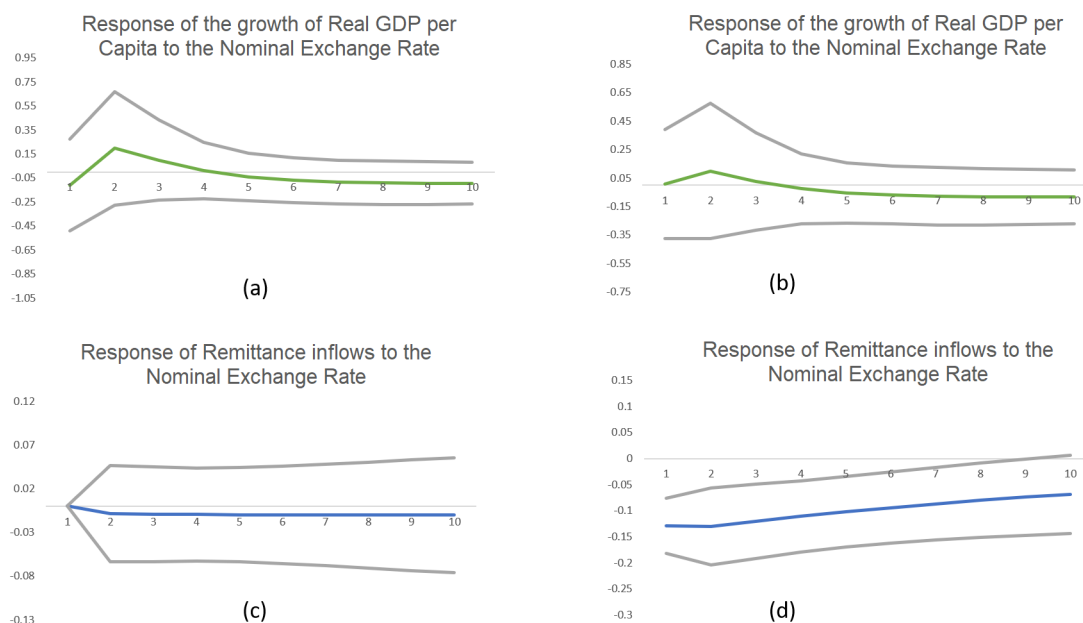 Response of the growth of Real GDP per
Capita to the Nominal Exchange Rate
0.95
0.75
0.55
0.35
0.15
-0.05
-0.25
-0.45
-0.65
-0.85
-1.05
1 2 3 4 5 6 7 8 9 10
(a)
Response of the growth of Real GDP per
Capita to the Nominal Exchange Rate
0.85
0.65
0.45
0.25
0.05
-0.15
-0.35
-0.55
-0.75
1 2 3 4 5 6 7 8 9 10
(b)
Response of Remittance inflows to the
Nominal Exchange Rate
0.12
0.07
0.02
-0.03
-0.08
-0.13
1 2 3 4 5 6 7 8 9 10
(c)
Response of Remittance inflows to the
Nominal Exchange Rate
0.15
0.1
0.05
0
-0.05
-0.1
-0.15
-0.2
-0.25
-0.3
1 2 3 4 5 6 7 8 9 10
(d)